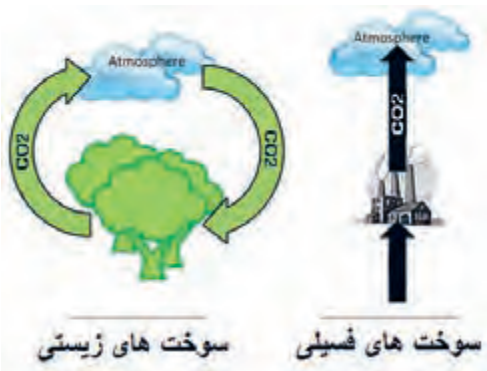 Atmosphere
CO2
CO2
سوخت های زیستی
Atmosphere
CO2
سوخت های فسیلی